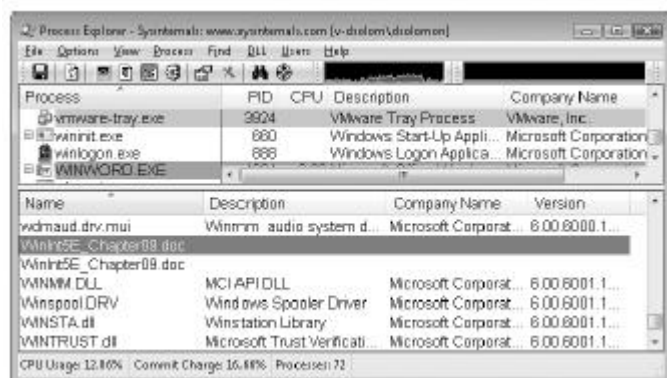 Process Explorer - Sysinternals: www.sysinternals.com [v-dsolom\dsolomon]
File Options View Process Find DLL Users Help
Process PID CPU Description Company Name
vmware-tray.exe 3924 VMware Tray Process VMware, Inc.
wininit.exe 660 Windows Start-Up Appli... Microsoft Corporation
winlogon.exe 888 Windows Logon Applica... Microsoft Corporation
WINWORD.EXE
Name Description Company Name Version
wdmaud.drv.mui Winmm audio system d... Microsoft Corporat... 6.00.6000.1...
WinInt5E_Chapter09.doc
WinInt5E_Chapter09.doc
WINMM.DLL MCI API DLL Microsoft Corporat... 6.00.6001.1...
Winspool.DRV Windows Spooler Driver Microsoft Corporat... 6.00.6001.1...
WINSTA.dll Winstation Library Microsoft Corporat... 6.00.6001.1...
WINTRUST.dll Microsoft Trust Verificati... Microsoft Corporat... 6.00.6001.1...
CPU Usage: 12.86% Commit Charge: 16.88% Processes: 72